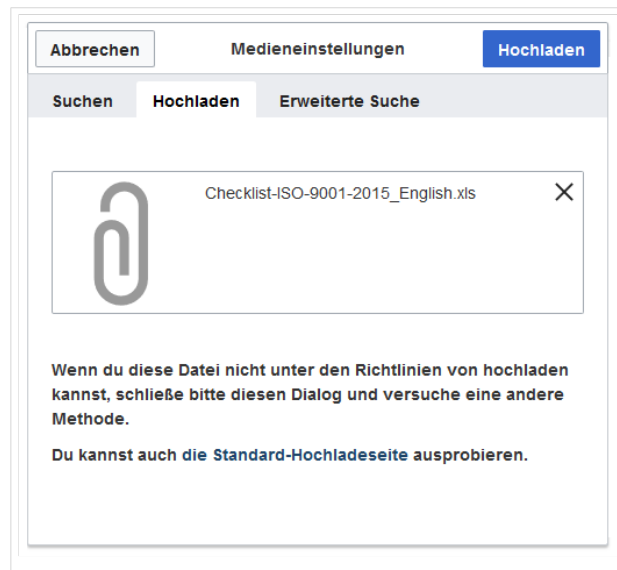 Abbrechen Medieneinstellungen Hochladen
Suchen Hochladen Erweiterte Suche
Checklist-ISO-9001-2015_English.xls
Wenn du diese Datei nicht unter den Richtlinien von hochladen
kannst, schließe bitte diesen Dialog und versuche eine andere
Methode.
Du kannst auch die Standard-Hochladeseite ausprobieren.